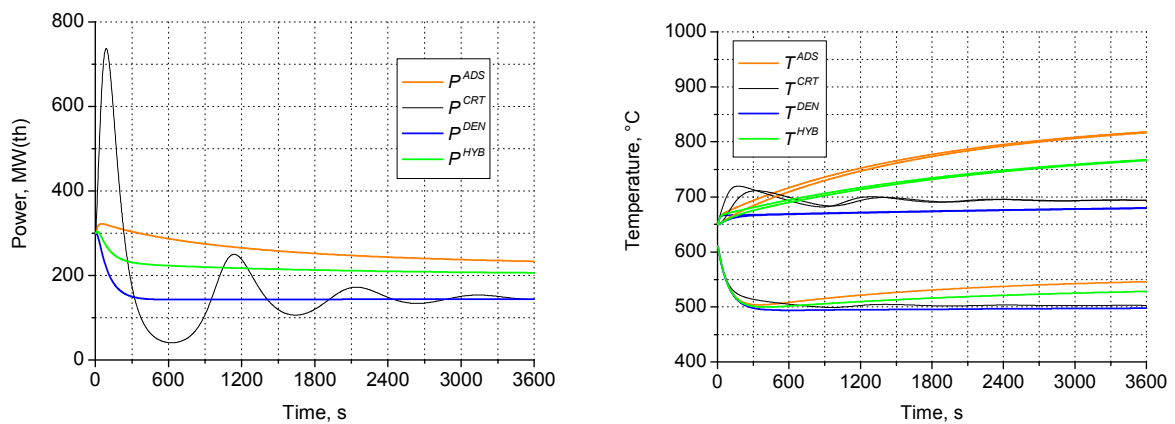 800
600
400
200
0
Power, MW(th)
P^ADS
P^CRT
P^DEN
P^HYB
0 600 1200 1800 2400 3000 3600
Time, s
1000
900
800
700
600
500
400
Temperature, °C
T^ADS
T^CRT
T^DEN
T^HYB
0 600 1200 1800 2400 3000 3600
Time, s